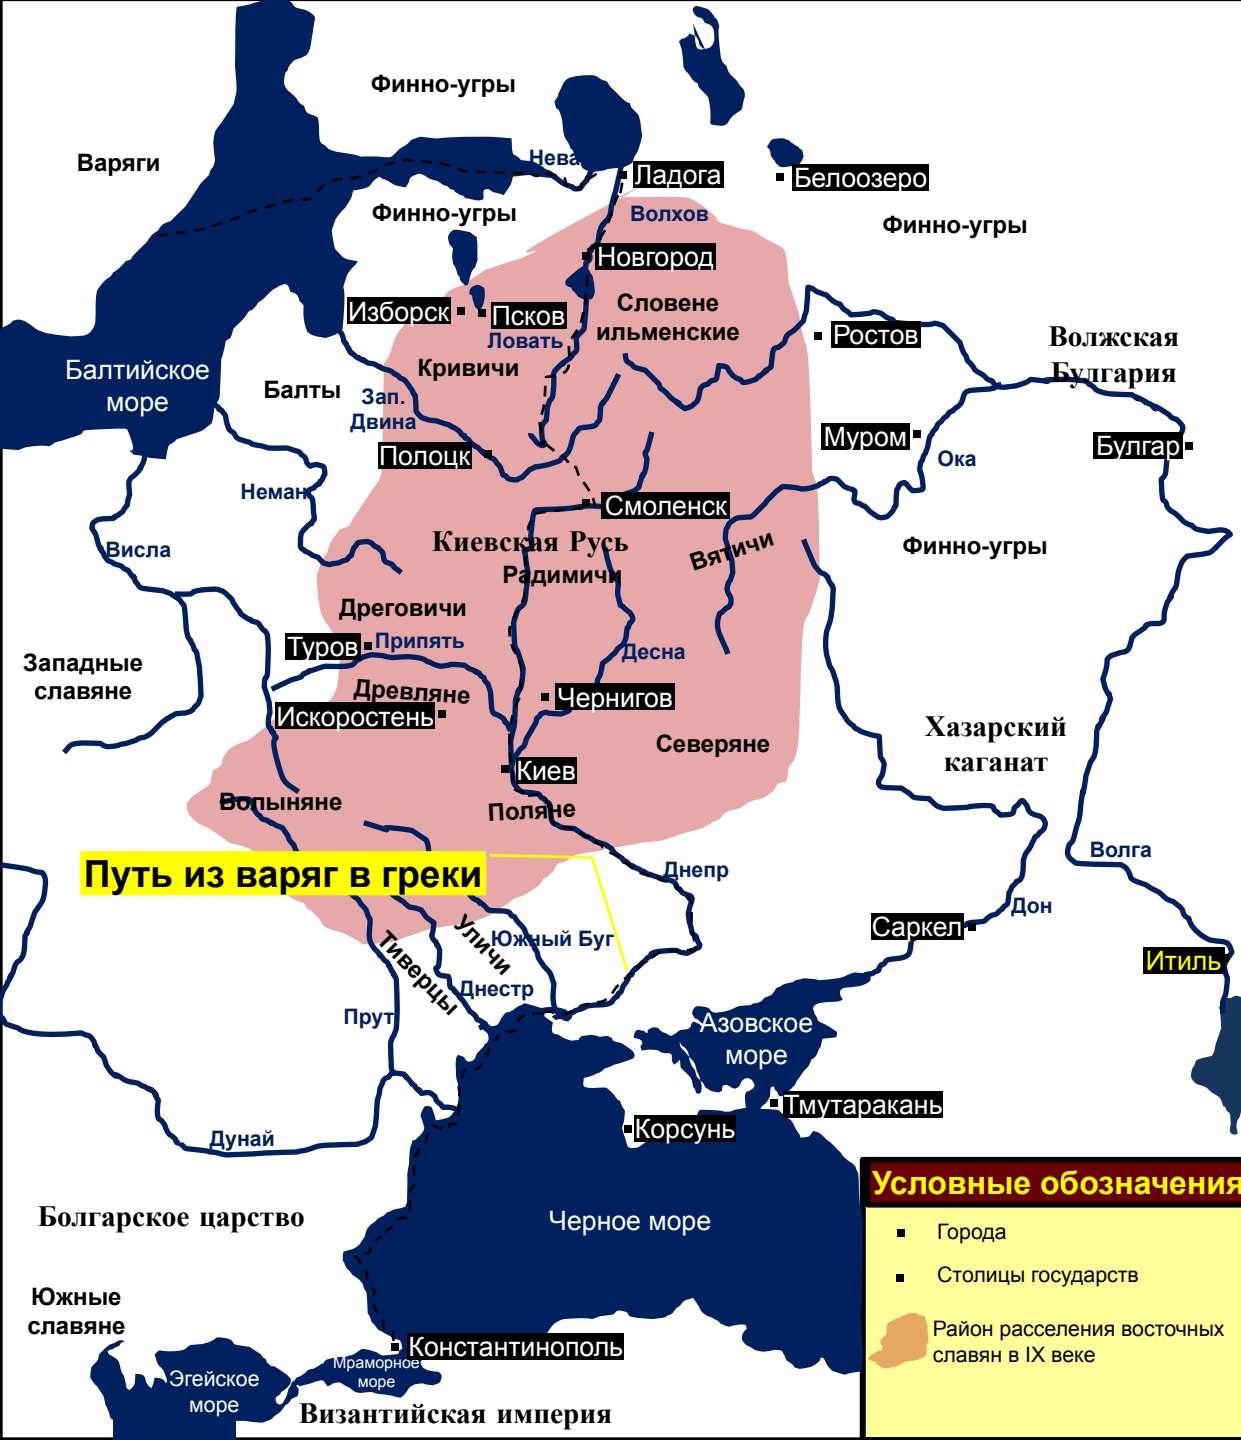 Финно-угры
Варяги
Нева
Ладога
Белоозеро
Финно-угры
Волхов
Финно-угры
Новгород
Словене
ильменские
Изборск
Псков
Ловать
Ростов
Волжская
Булгария
Балтийское
море
Балты
Кривичи
Зап.
Двина
Полоцк
Муром
Ока
Булгар
Неман
Смоленск
Висла
Киевская Русь
Радимичи
Вятичи
Финно-угры
Дреговичи
Туров
Припять
Десна
Западные
славяне
Древляне
Искоростень
Чернигов
Северяне
Хазарский
каганат
Киев
Волыняне
Поляне
Путь из варяг в греки
Днепр
Волга
Дон
Саркел
Уличи
Южный Буг
Тиверцы
Итиль
Днестр
Прут
Азовское
море
Тмутаракань
Корсунь
Дунай
Условные обозначения
Болгарское царство
Черное море
Города
Столицы государств
Южные
славяне
Район расселения восточных
славян в IX веке
Константинополь
Мраморное
море
Эгейское
море
Византийская империя